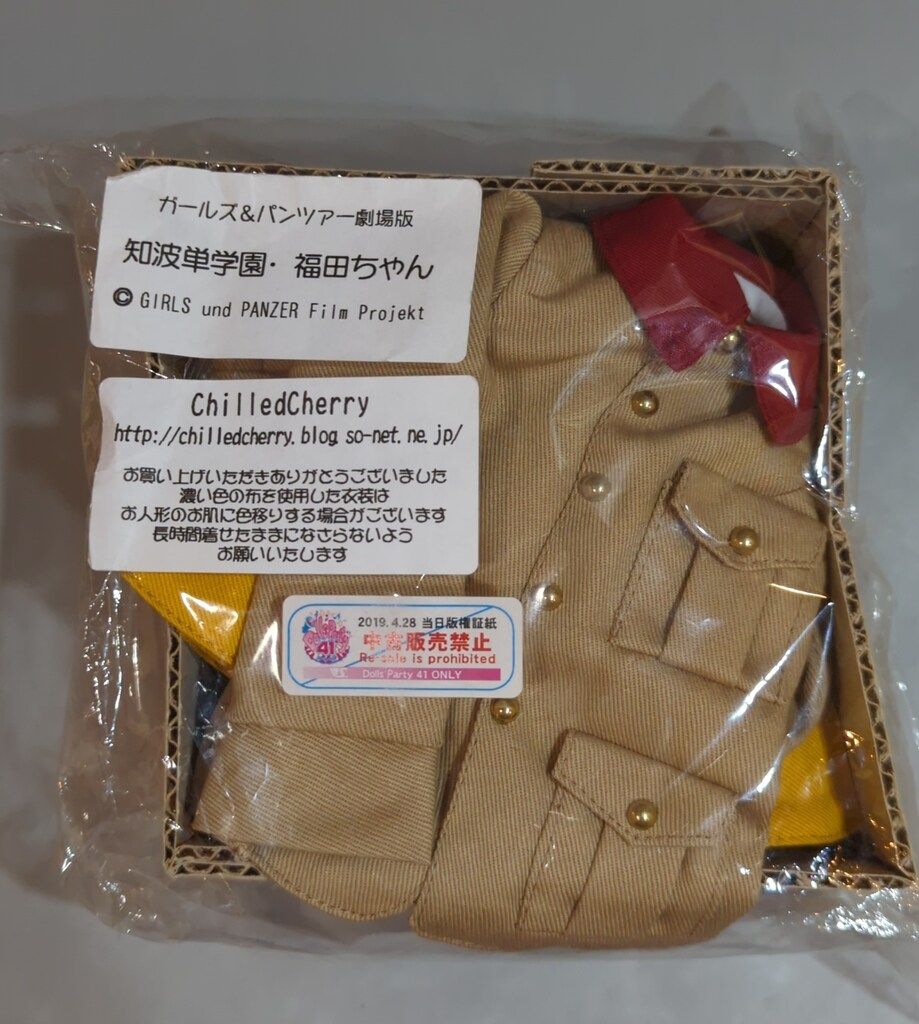 ガールズ&パンツァー劇場版
知波単学園・福田ちゃん
© GIRLS und PANZER Film Projekt
ChilledCherry
http://chilledcherry.blog.so-net.ne.jp/
お買い上げいただきありがとうございました
濃い色の布を使用した衣装は
お人形のお肌に色移りする場合がございます
長時間着せたままになさらないよう
お願いいたします
2019.4.28 当日版権証紙
中古販売禁止
Re-sale is prohibited
41
Dolls Party 41 ONLY